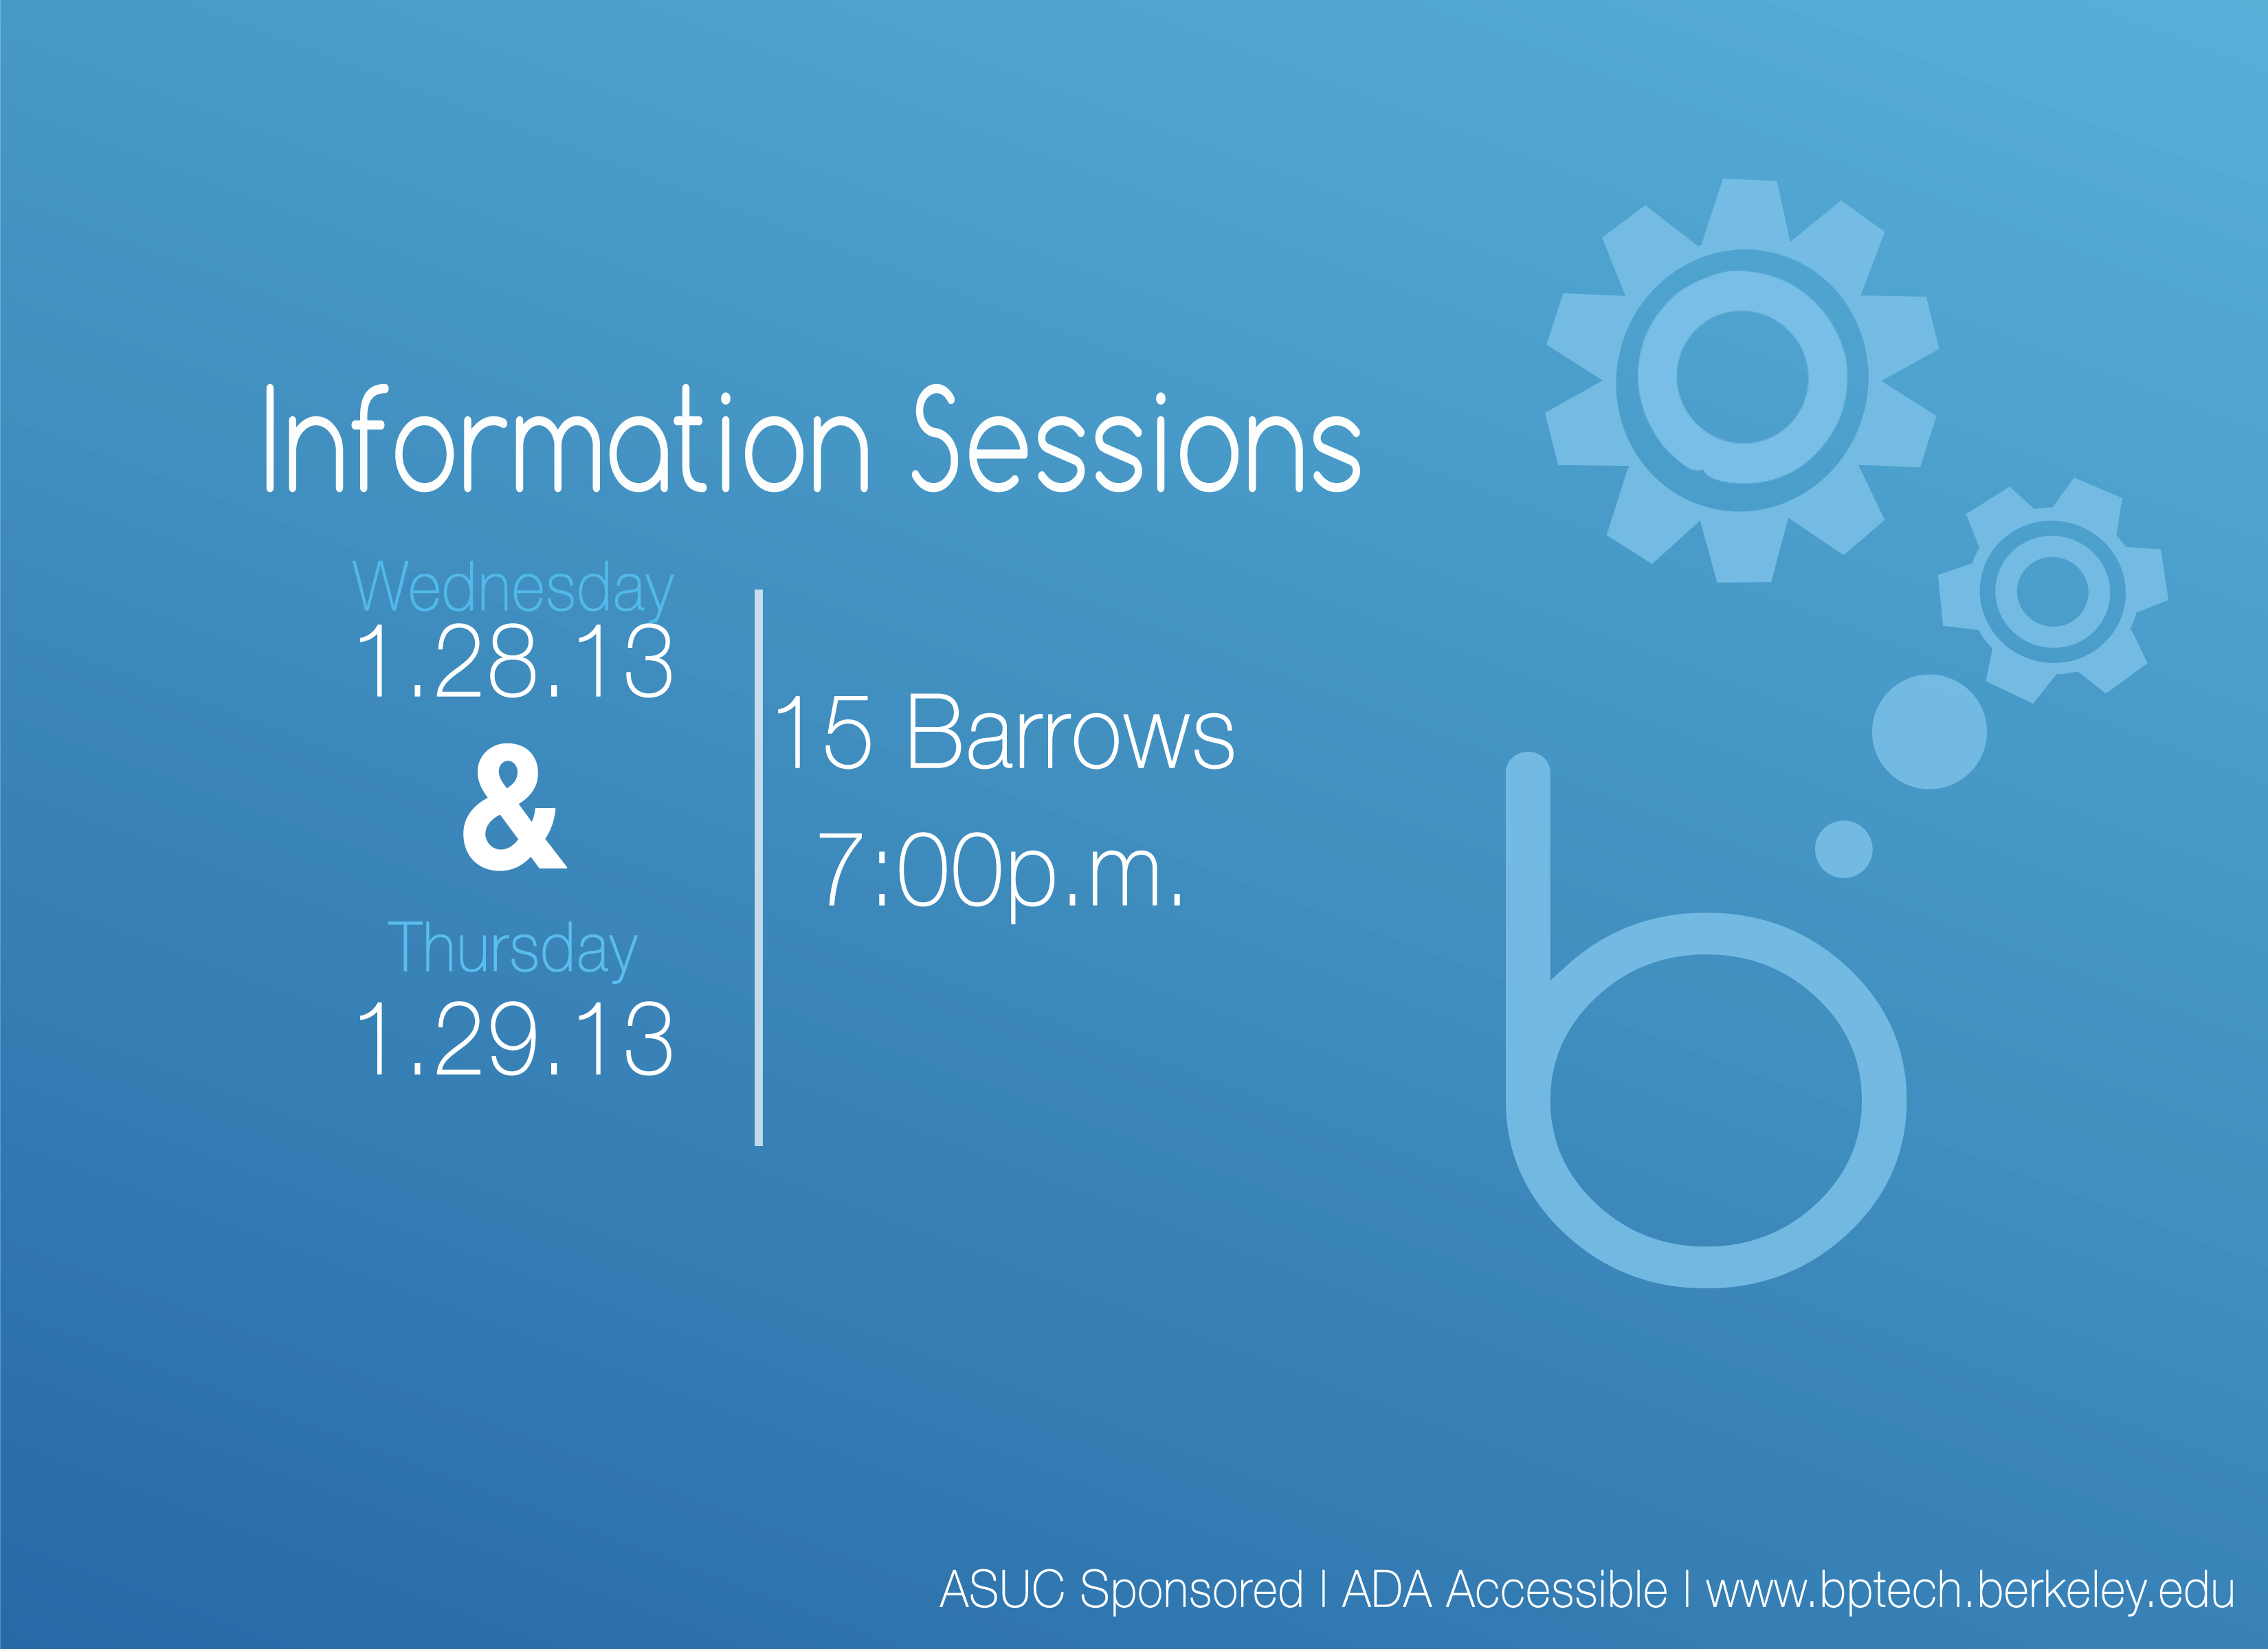 Information Sessions
Wednesday
1.28.13
&
Thursday
1.29.13
15 Barrows
7:00p.m.
b
ASUC Sponsored | ADA Accessible | www.bptech.berkeley.edu